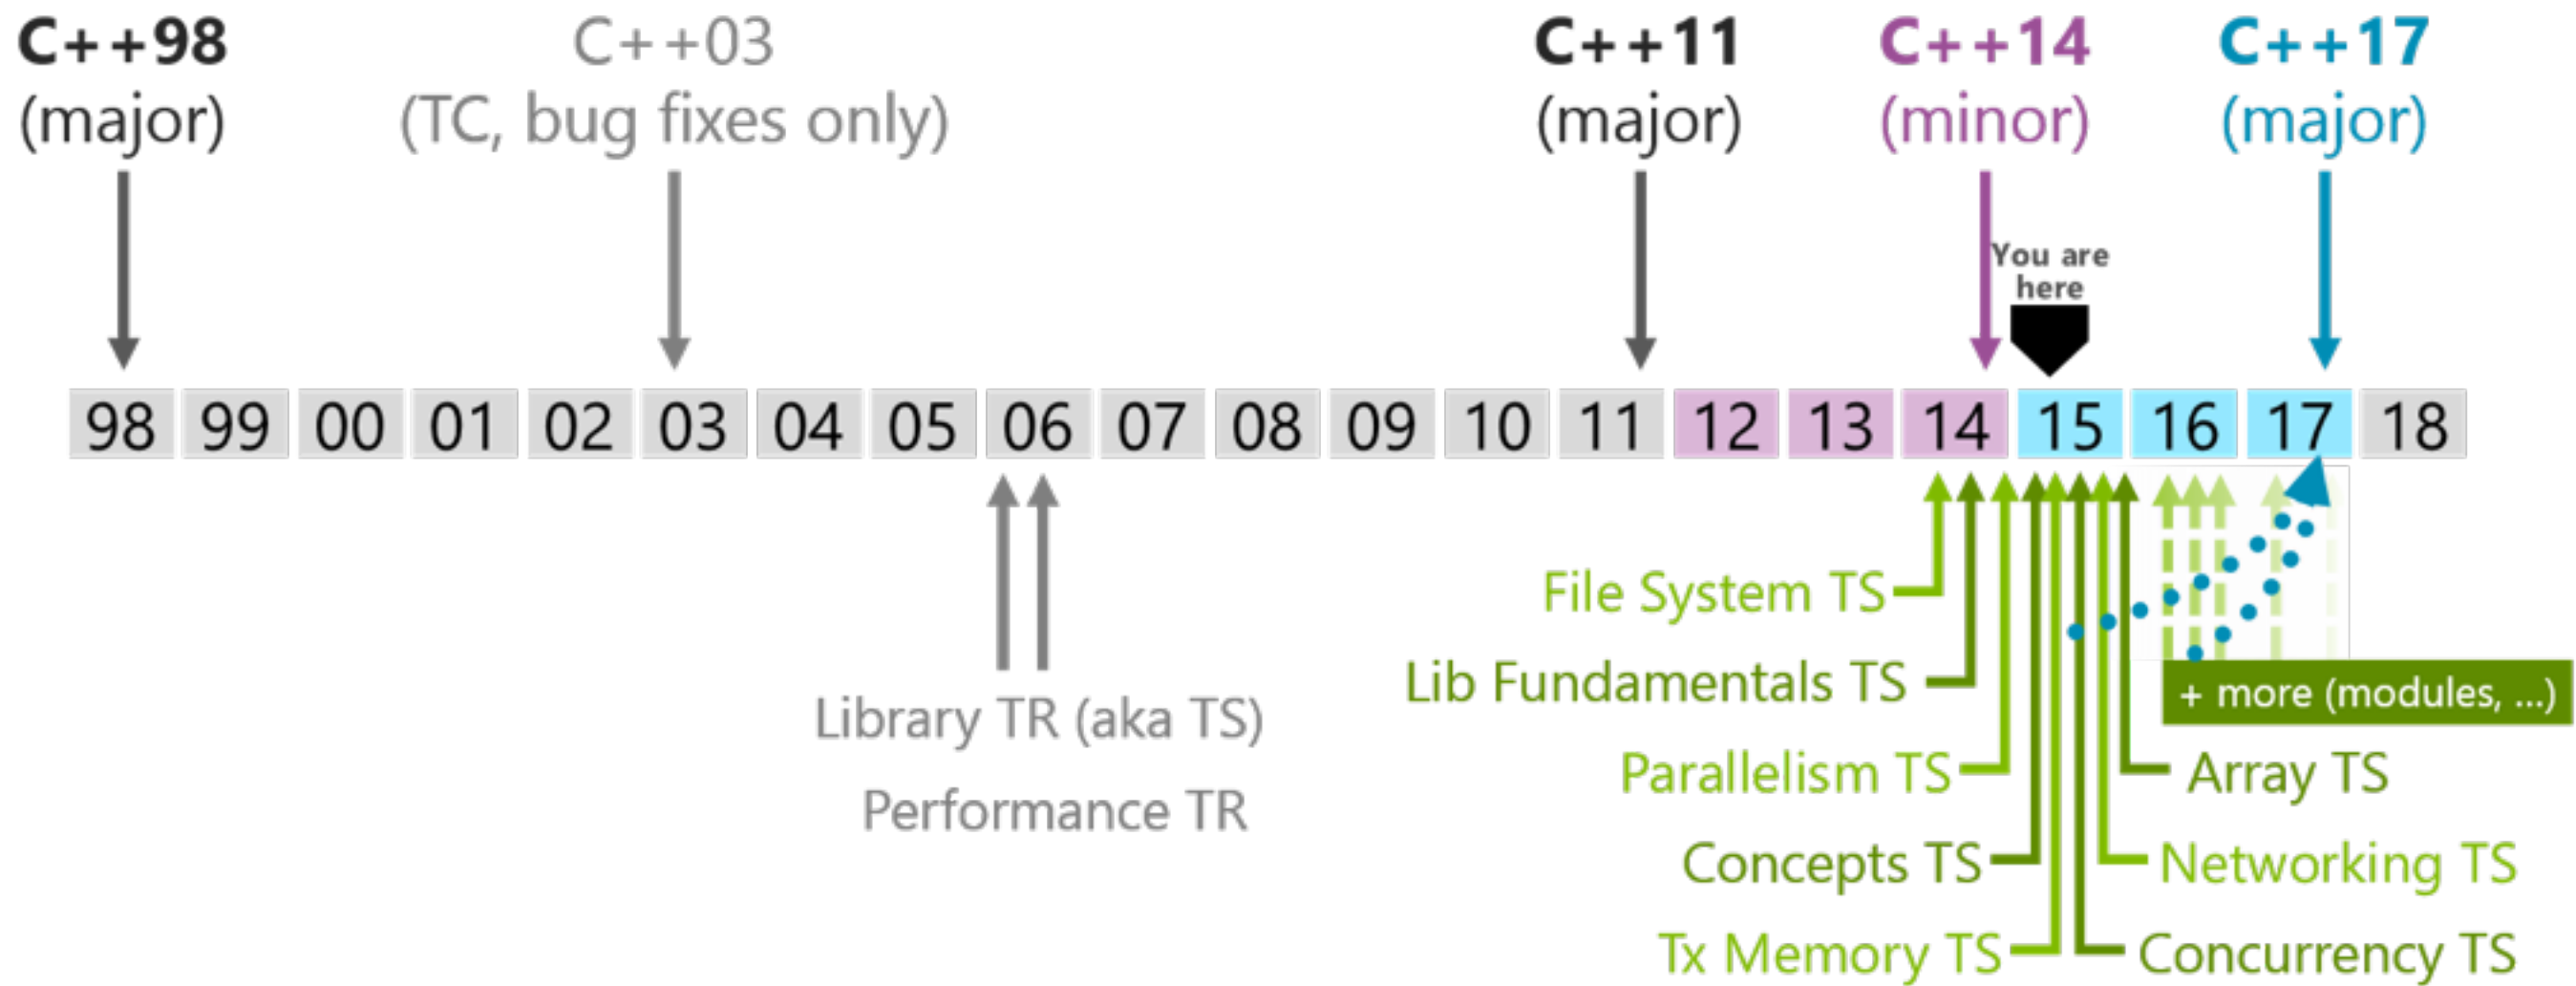 C++98
(major)
C++03
(TC, bug fixes only)
C++11
(major)
C++14
(minor)
C++17
(major)
You are
here
98 99 00 01 02 03 04 05 06 07 08 09 10 11 12 13 14 15 16 17 18
Library TR (aka TS)
Performance TR
File System TS
Lib Fundamentals TS
+ more (modules, ...)
Parallelism TS
Array TS
Concepts TS
Networking TS
Tx Memory TS
Concurrency TS